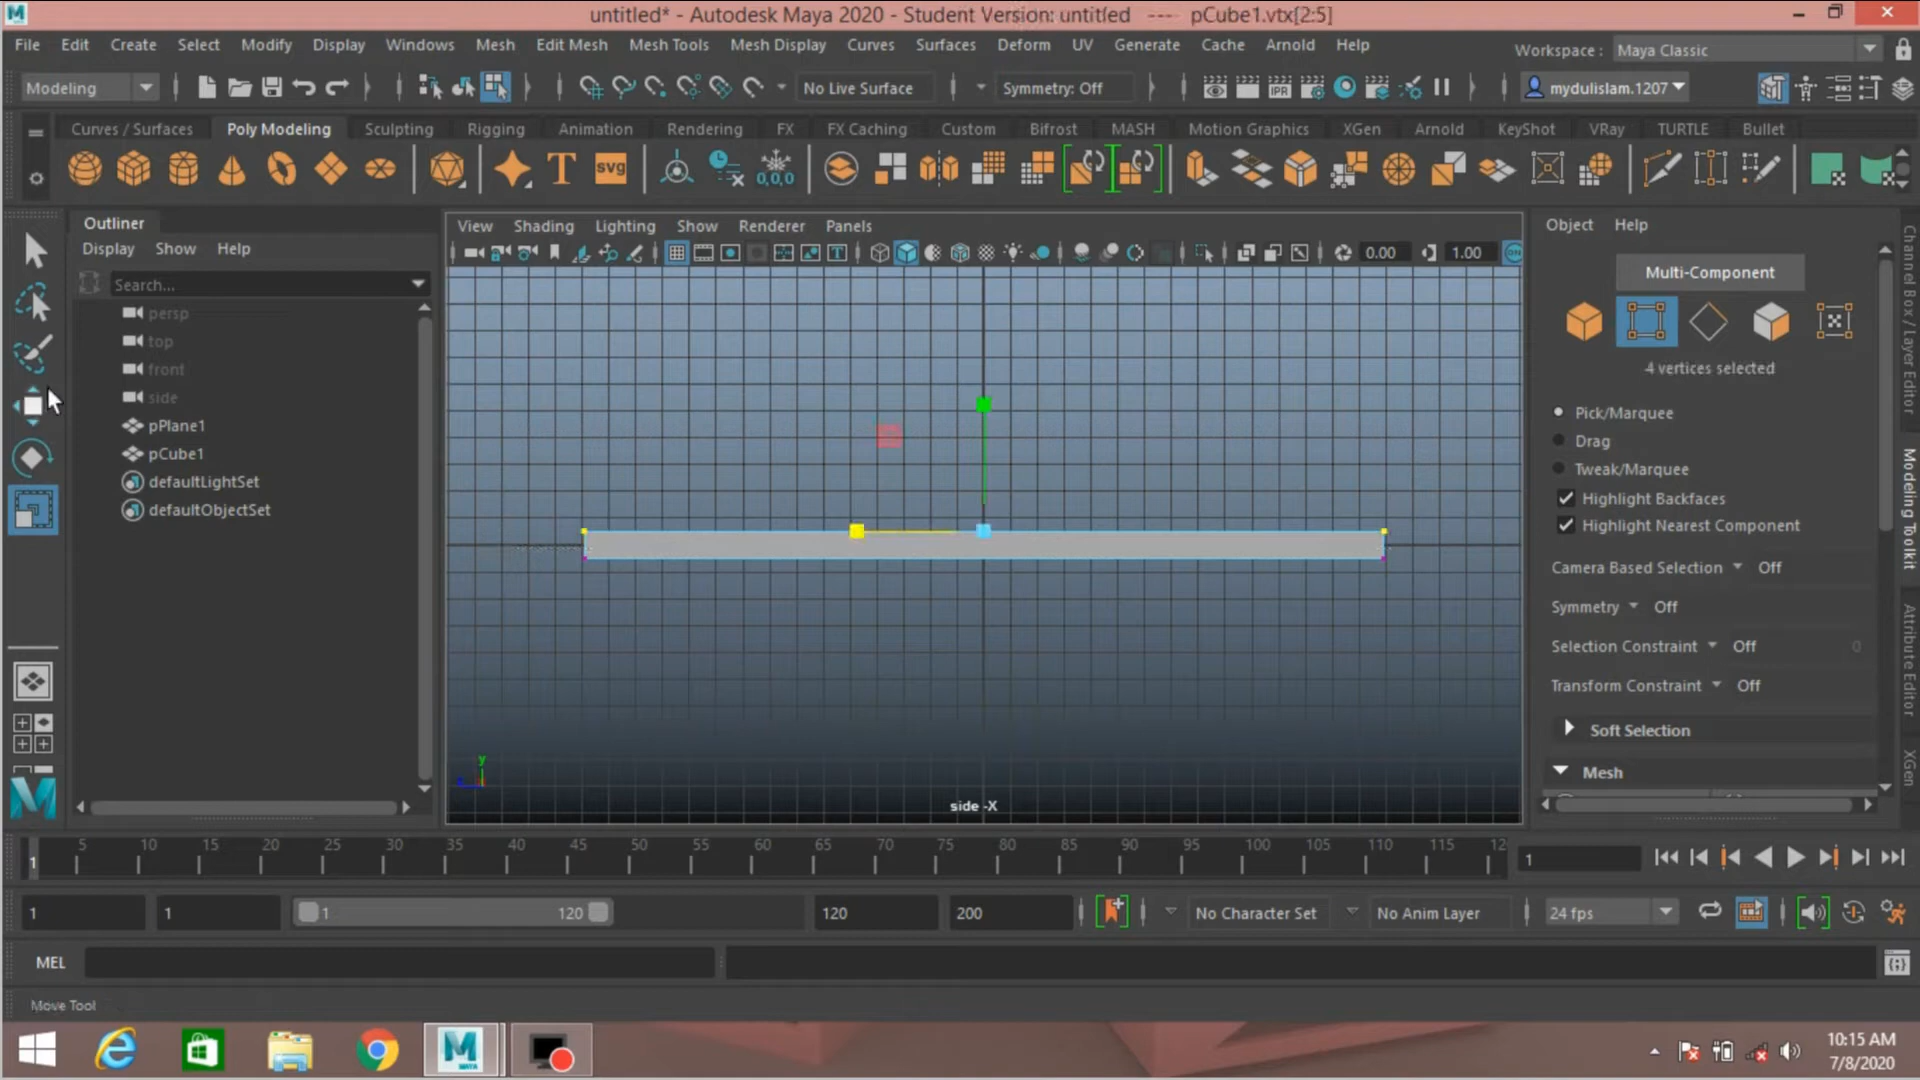 untitled* - Autodesk Maya 2020 - Student Version: untitled   ---   pCube1.vtx[2:5]
File Edit Create Select Modify Display Windows Mesh Edit Mesh Mesh Tools Mesh Display Curves Surfaces Deform UV Generate Cache Arnold Help
Workspace : Maya Classic
Modeling No Live Surface Symmetry: Off IPR mydulislam.1207
Curves / Surfaces Poly Modeling Sculpting Rigging Animation Rendering FX FX Caching Custom Bifrost MASH Motion Graphics XGen Arnold KeyShot VRay TURTLE Bullet
T SVG 0,0,0
Outliner
Display Show Help
Search...
persp
top
front
side
pPlane1
pCube1
defaultLightSet
defaultObjectSet
View Shading Lighting Show Renderer Panels
0.00 1.00
y
side -X
Object Help
Multi-Component
4 vertices selected
Pick/Marquee
Drag
Tweak/Marquee
Highlight Backfaces
Highlight Nearest Component
Camera Based Selection Off
Symmetry Off
Selection Constraint Off 0
Transform Constraint Off
Soft Selection
Mesh
Channel Box / Layer Editor
Modeling Toolkit
Attribute Editor
XGen
1 5 10 15 20 25 30 35 40 45 50 55 60 65 70 75 80 85 90 95 100 105 110 115 12
1
1 1 1 120 120 200 No Character Set No Anim Layer 24 fps
MEL
Move Tool
MAYA
10:15 AM
7/8/2020